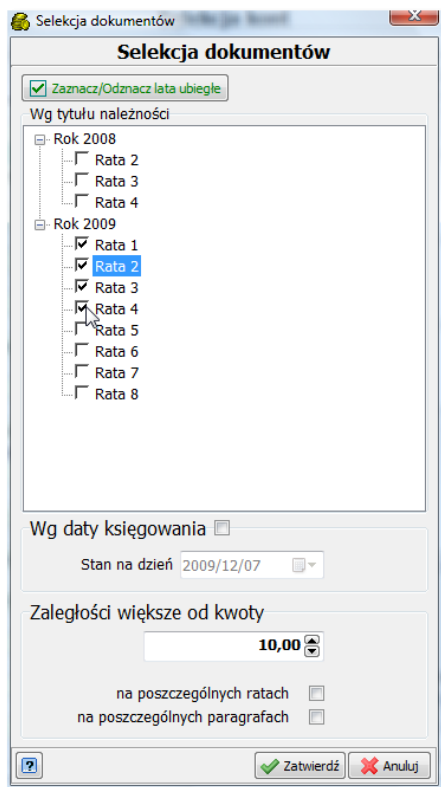 Selekcja dokumentów
Selekcja dokumentów
Zaznacz/Odznacz lata ubiegłe
Wg tytułu należności
Rok 2008
Rata 2
Rata 3
Rata 4
Rok 2009
Rata 1
Rata 2
Rata 3
Rata 4
Rata 5
Rata 6
Rata 7
Rata 8
Wg daty księgowania
Stan na dzień 2009/12/07
Zaległości większe od kwoty
10,00
na poszczególnych ratach
na poszczególnych paragrafach
? Zatwierdź Anuluj